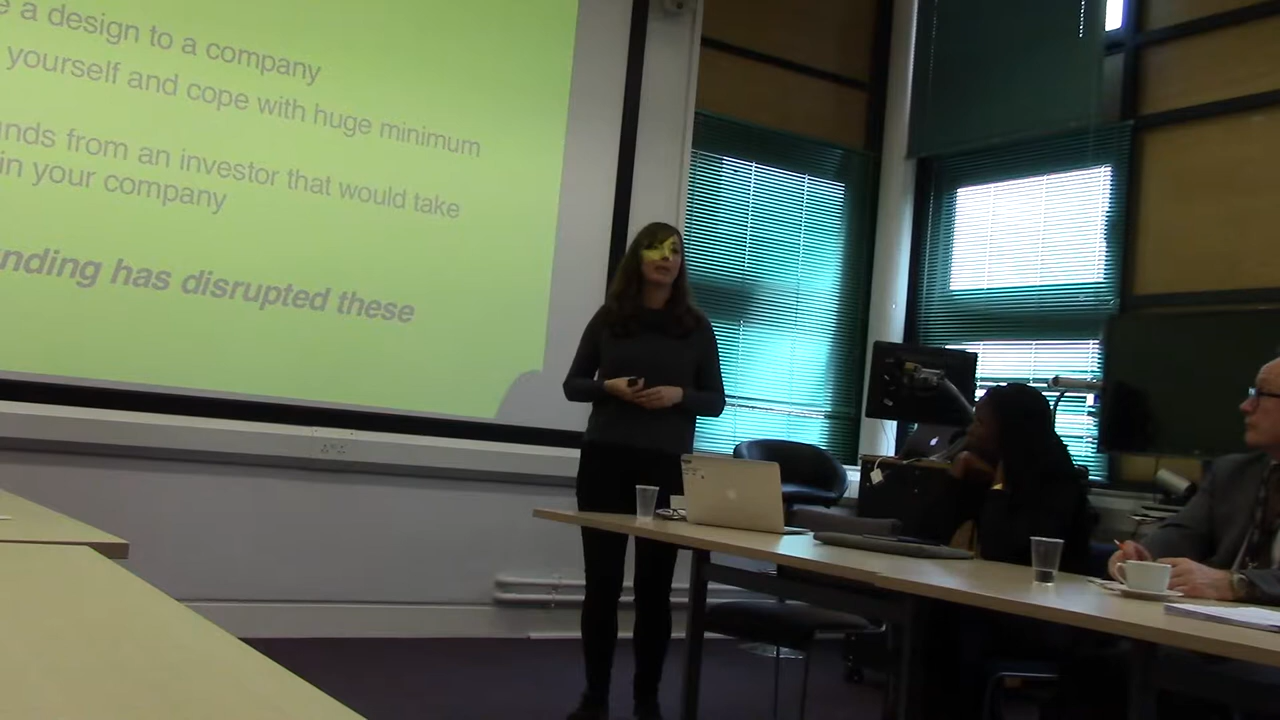 a design to a company
yourself and cope with huge minimum
nds from an investor that would take
in your company
nding has disrupted these